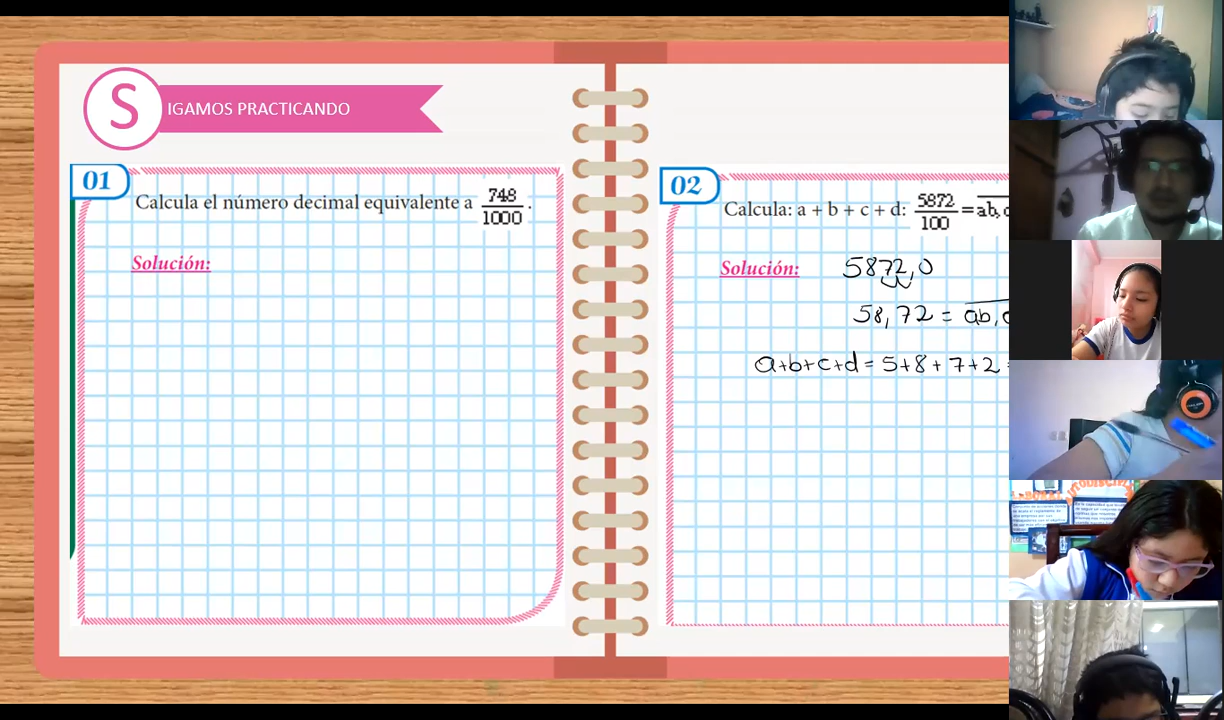 SIGAMOS PRACTICANDO
01
Calcula el número decimal equivalente a 748/1000.
Solución:
02
Calcula: a + b + c + d: 5872/100 = ab,c
Solución: 5872,0
58,72 = ab,c
a+b+c+d = 5+8+7+2 =